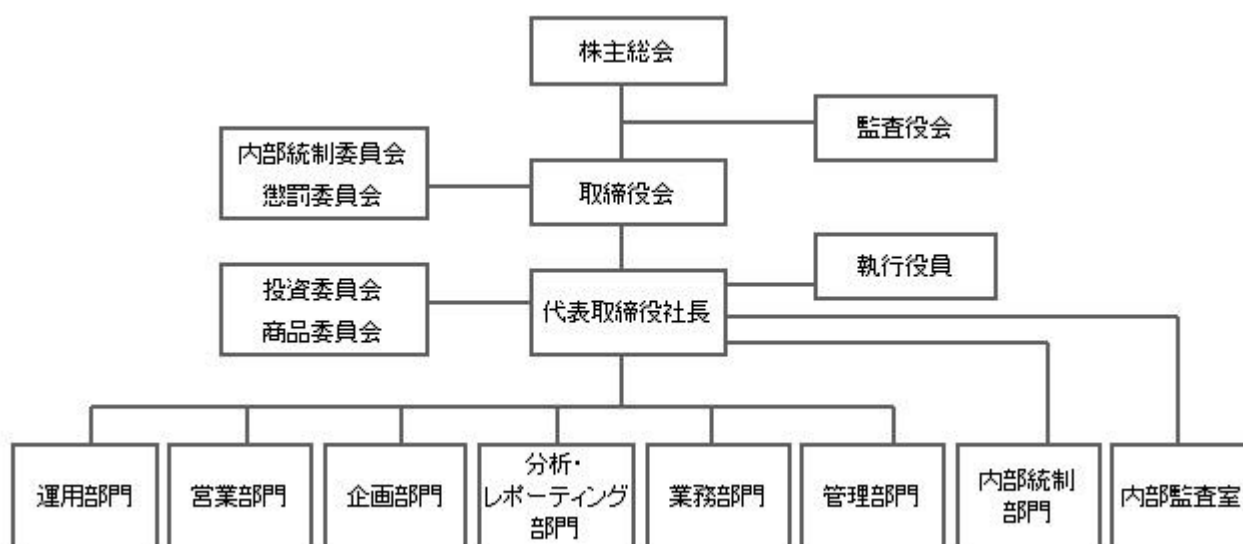 株主総会
監査役会
内部統制委員会
懲罰委員会
取締役会
執行役員
投資委員会
商品委員会
代表取締役社長
運用部門
営業部門
企画部門
分析・
レポーティング
部門
業務部門
管理部門
内部統制
部門
内部監査室